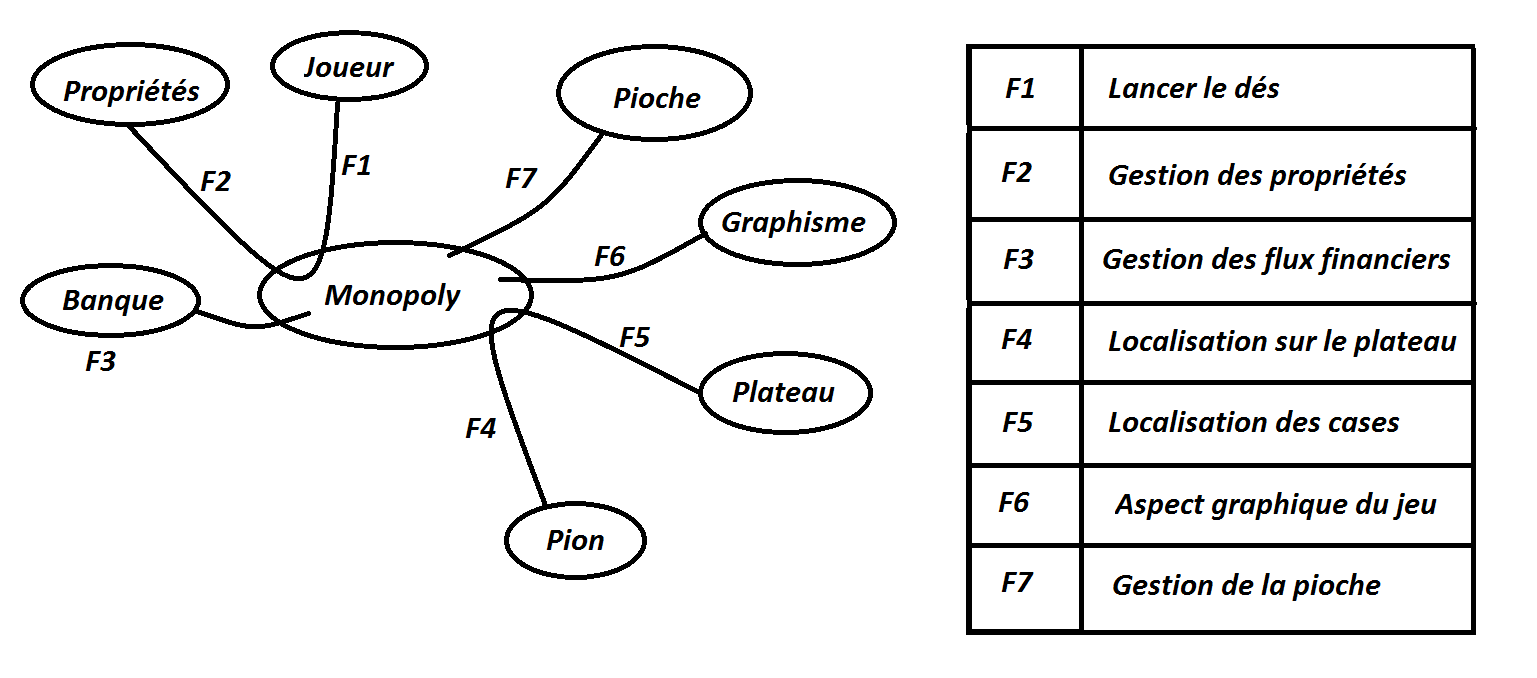 Propriétés
Joueur
Pioche
F2
F1
F7
Graphisme
F6
Banque
Monopoly
F3
F5
Plateau
F4
Pion
F1 Lancer le dés
F2 Gestion des propriétés
F3 Gestion des flux financiers
F4 Localisation sur le plateau
F5 Localisation des cases
F6 Aspect graphique du jeu
F7 Gestion de la pioche